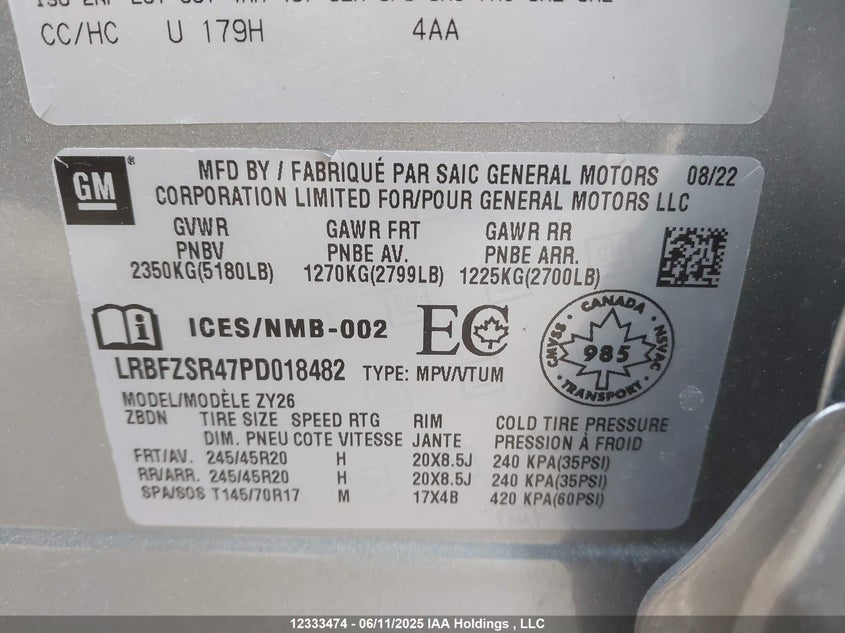 CC/HC U 179H 4AA
GM ®
MFD BY / FABRIQUÉ PAR SAIC GENERAL MOTORS 08/22
CORPORATION LIMITED FOR/POUR GENERAL MOTORS LLC
GVWR GAWR FRT GAWR RR
PNBV PNBE AV. PNBE ARR.
2350KG(5180LB) 1270KG(2799LB) 1225KG(2700LB)
ICES/NMB-002 EC
CANADA CMVSS 985 NSVAC TRANSPORT
LRBFZSR47PD018482 TYPE: MPV/VTUM
MODEL/MODÈLE ZY26
ZBDN TIRE SIZE SPEED RTG RIM COLD TIRE PRESSURE
DIM. PNEU COTE VITESSE JANTE PRESSION À FROID
FRT/AV. 245/45R20 H 20X8.5J 240 KPA(35PSI)
RR/ARR. 245/45R20 H 20X8.5J 240 KPA(35PSI)
SPA/SOS T145/70R17 M 17X4B 420 KPA(60PSI)
12333474 - 06/11/2025 IAA Holdings , LLC